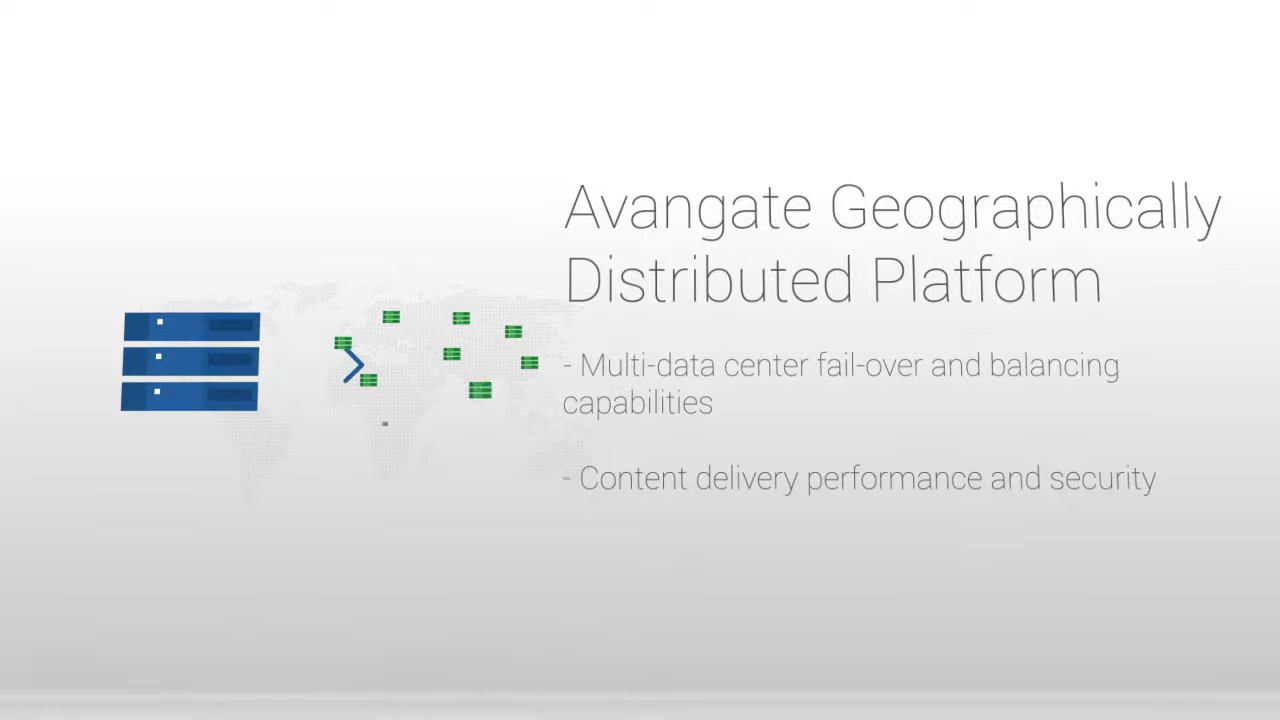 Avangate Geographically
Distributed Platform
- Multi-data center fail-over and balancing
capabilities
- Content delivery performance and security